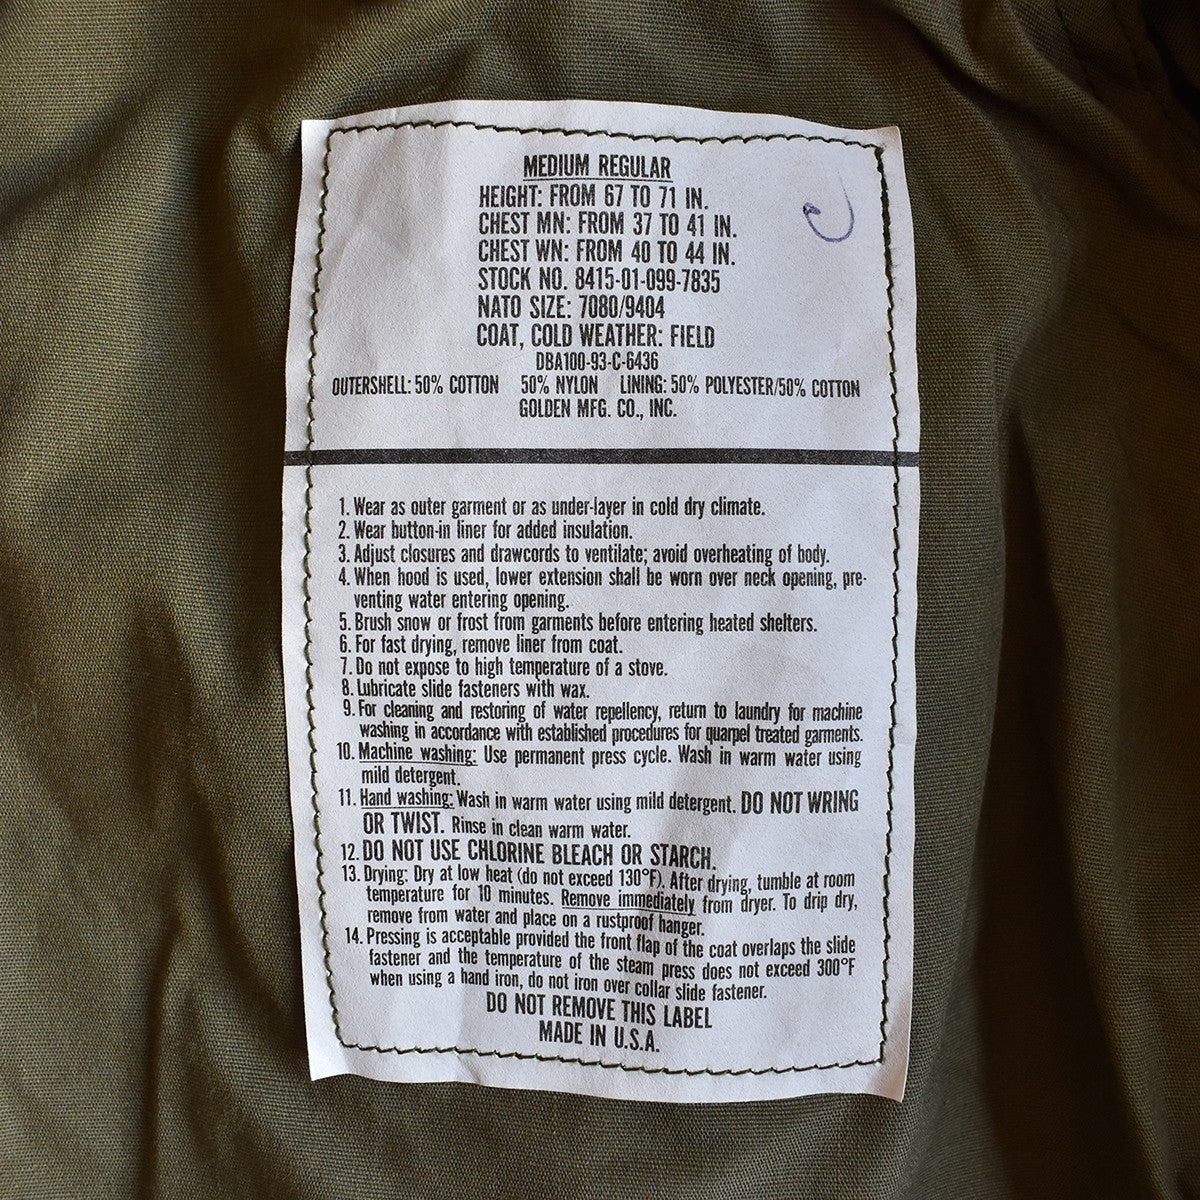 MEDIUM REGULAR
HEIGHT: FROM 67 TO 71 IN.
CHEST MN: FROM 37 TO 41 IN.
CHEST WN: FROM 40 TO 44 IN.
STOCK NO. 8415-01-099-7835
NATO SIZE: 7080/9404
COAT, COLD WEATHER: FIELD
DBA100-93-C-6436
OUTERSHELL: 50% COTTON 50% NYLON LINING: 50% POLYESTER/50% COTTON
GOLDEN MFG. CO., INC.
1. Wear as outer garment or as under-layer in cold dry climate.
2. Wear button-in liner for added insulation.
3. Adjust closures and drawcords to ventilate; avoid overheating of body.
4. When hood is used, lower extension shall be worn over neck opening, pre-
venting water entering opening.
5. Brush snow or frost from garments before entering heated shelters.
6. For fast drying, remove liner from coat.
7. Do not expose to high temperature of a stove.
8. Lubricate slide fasteners with wax.
9. For cleaning and restoring of water repellency, return to laundry for machine
washing in accordance with established procedures for quarpel treated garments.
10. Machine washing: Use permanent press cycle. Wash in warm water using
mild detergent.
11. Hand washing: Wash in warm water using mild detergent. DO NOT WRING
OR TWIST. Rinse in clean warm water.
12. DO NOT USE CHLORINE BLEACH OR STARCH.
13. Drying: Dry at low heat (do not exceed 130°F). After drying, tumble at room
temperature for 10 minutes. Remove immediately from dryer. To drip dry,
remove from water and place on a rustproof hanger.
14. Pressing is acceptable provided the front flap of the coat overlaps the slide
fastener and the temperature of the steam press does not exceed 300°F
when using a hand iron, do not iron over collar slide fastener.
DO NOT REMOVE THIS LABEL
MADE IN U.S.A.